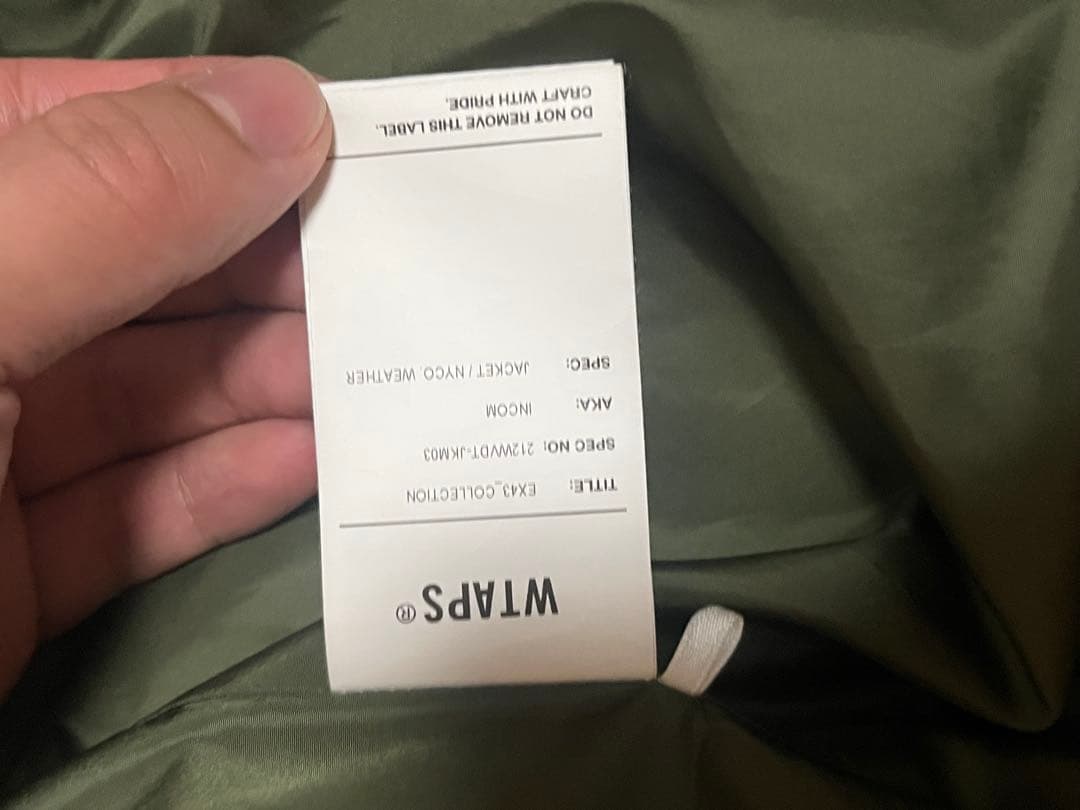 WTAPS®
TITLE: EX43_COLLECTION
SPEC NO: 212WVDT-JKM03
AKA: INCOM
SPEC: JACKET / NYCO. WEATHER
DO NOT REMOVE THIS LABEL.
CRAFT WITH PRIDE.